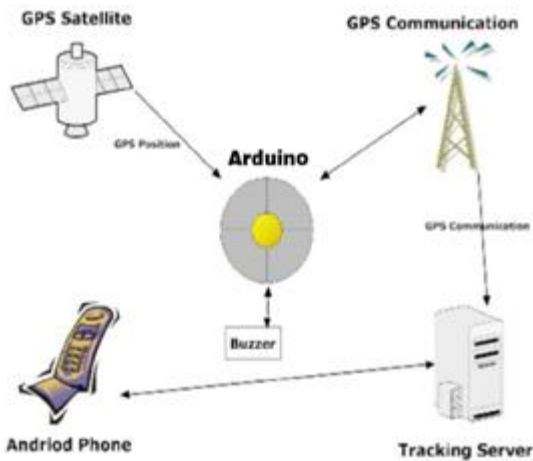 GPS Satellite
GPS Communication
GPS Position
Arduino
GPS Communication
Buzzer
Andriod Phone
Tracking Server